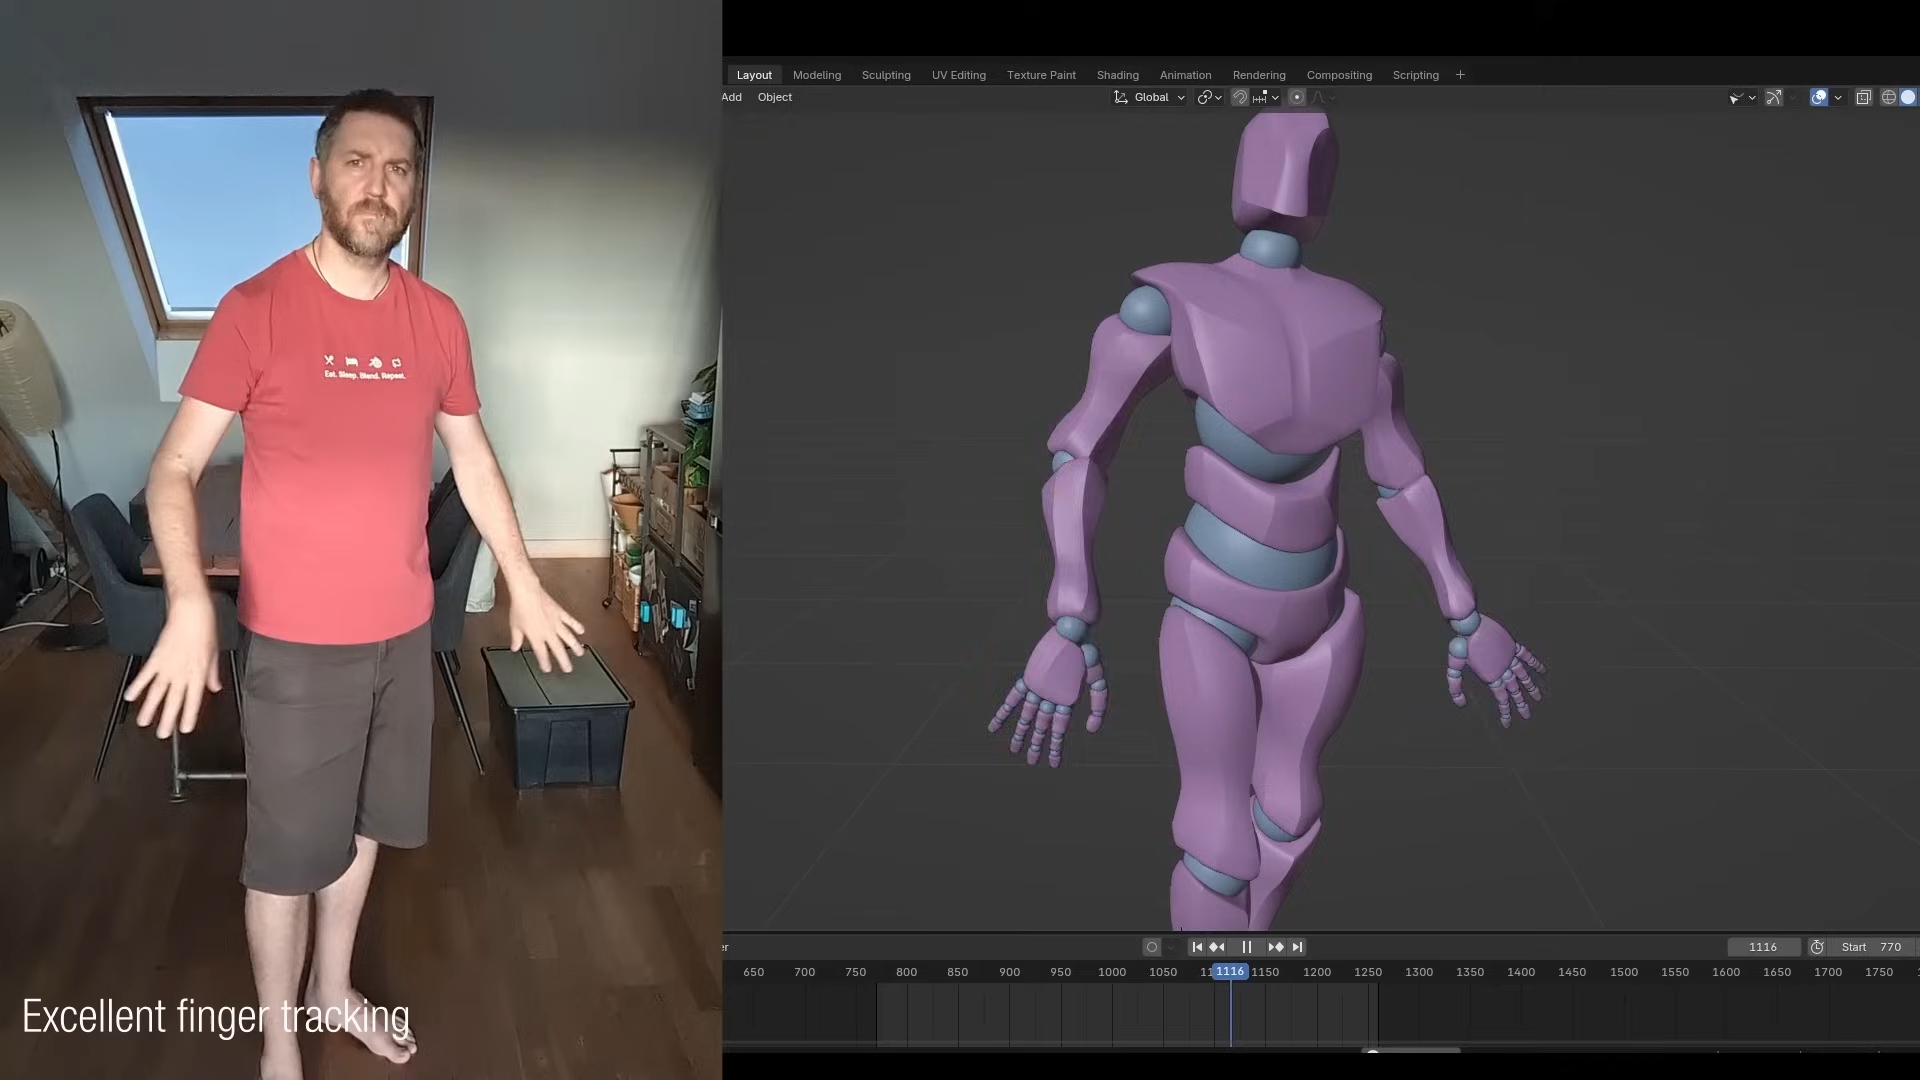 Eat. Sleep. Blend. Repeat.
Excellent finger tracking
Layout Modeling Sculpting UV Editing Texture Paint Shading Animation Rendering Compositing Scripting +
Add Object Global
1116 Start 770
650 700 750 800 850 900 950 1000 1050 1116 1150 1200 1250 1300 1350 1400 1450 1500 1550 1600 1650 1700 1750